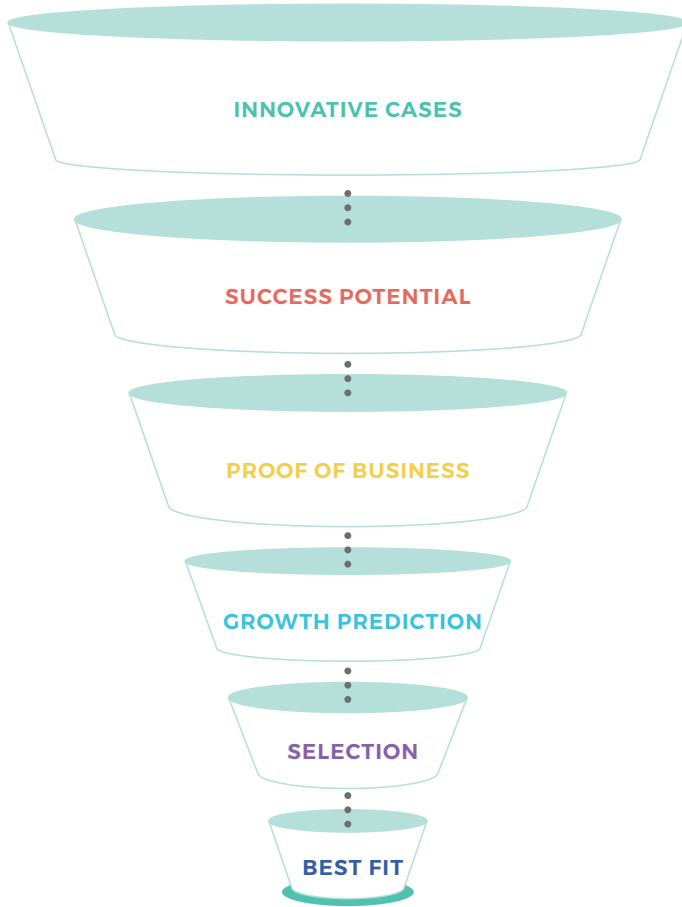 INNOVATIVE CASES
SUCCESS POTENTIAL
PROOF OF BUSINESS
GROWTH PREDICTION
SELECTION
BEST FIT